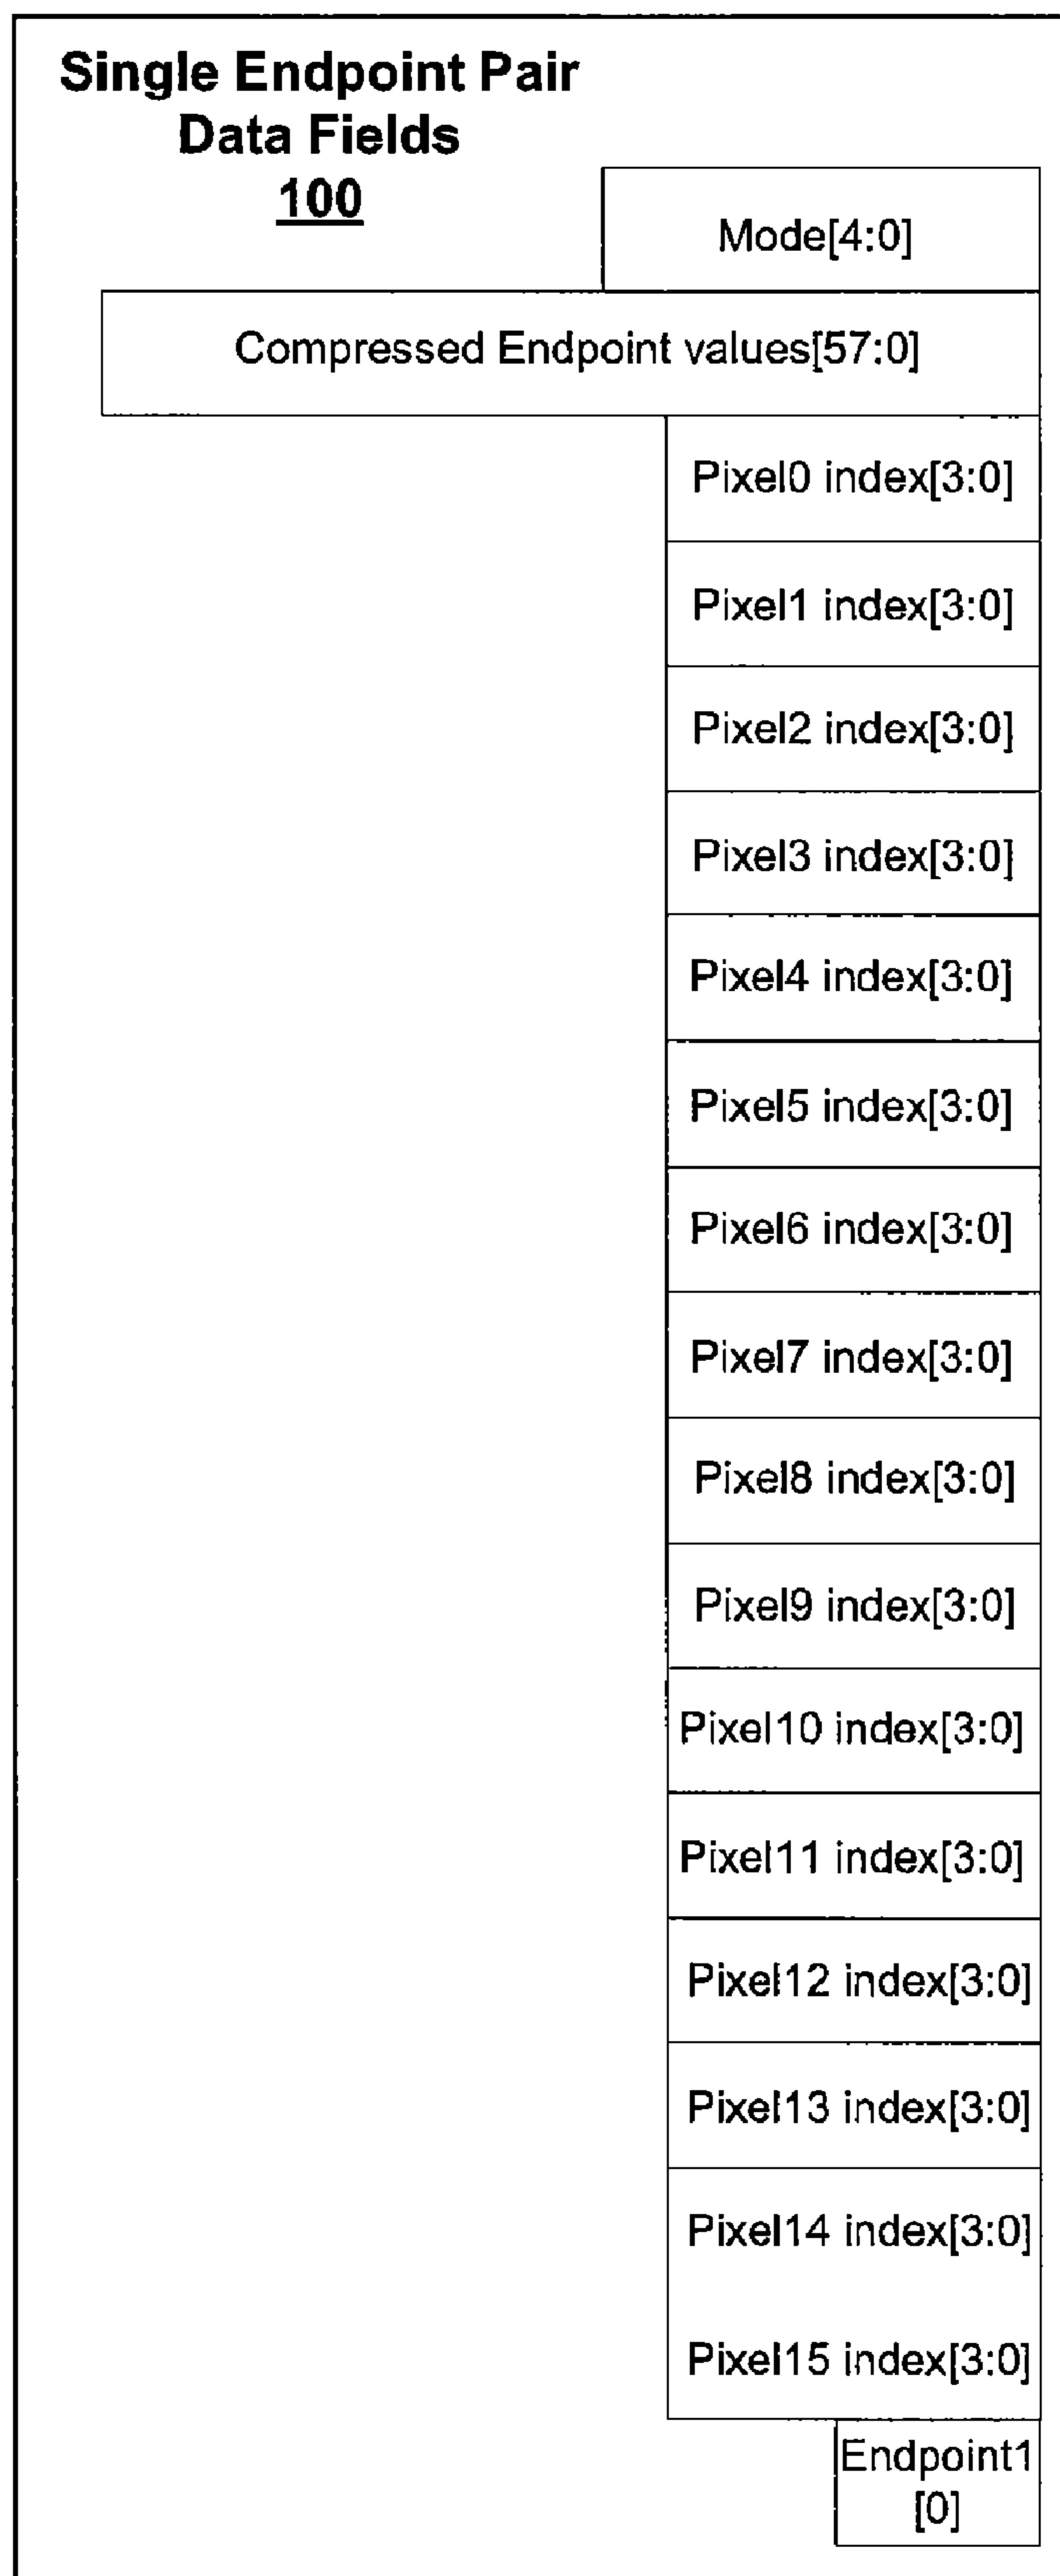 Single Endpoint Pair
Data Fields
100
Mode[4:0]
Compressed Endpoint values[57:0]
Pixel0 index[3:0]
Pixel1 index[3:0]
Pixel2 index[3:0]
Pixel3 index[3:0]
Pixel4 index[3:0]
Pixel5 index[3:0]
Pixel6 index[3:0]
Pixel7 index[3:0]
Pixel8 index[3:0]
Pixel9 index[3:0]
Pixel10 index[3:0]
Pixel11 index[3:0]
Pixel12 index[3:0]
Pixel13 index[3:0]
Pixel14 index[3:0]
Pixel15 index[3:0]
Endpoint1
[0]